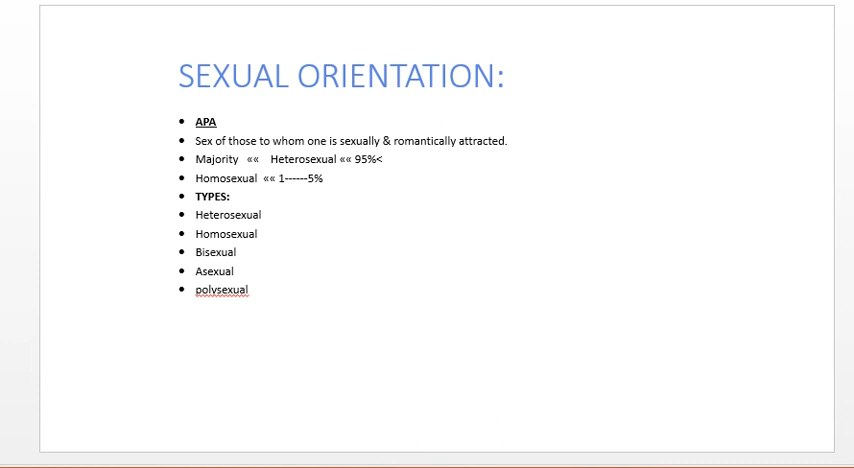 SEXUAL ORIENTATION:
• APA
• Sex of those to whom one is sexually & romantically attracted.
• Majority «« Heterosexual «« 95%<
• Homosexual «« 1------5%
• TYPES:
• Heterosexual
• Homosexual
• Bisexual
• Asexual
• polysexual